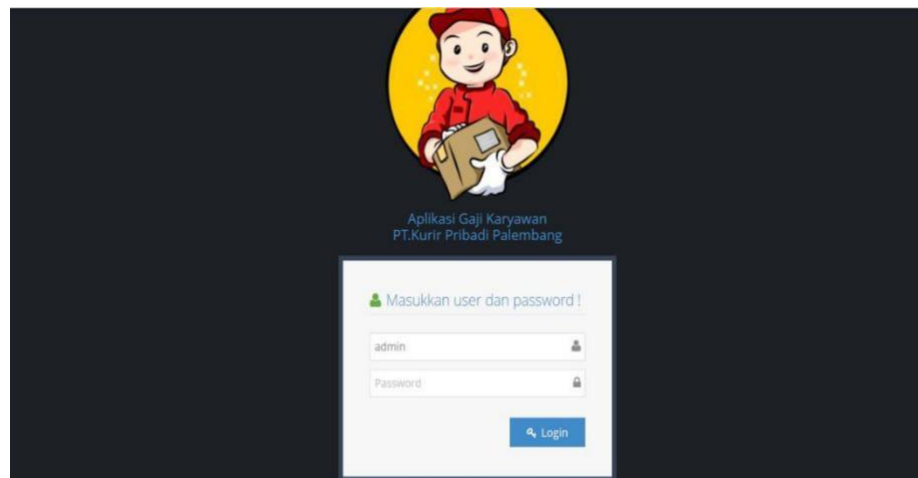 Aplikasi Gaji Karyawan
PT.Kurir Pribadi Palembang
Masukkan user dan password !
admin
Password
Login